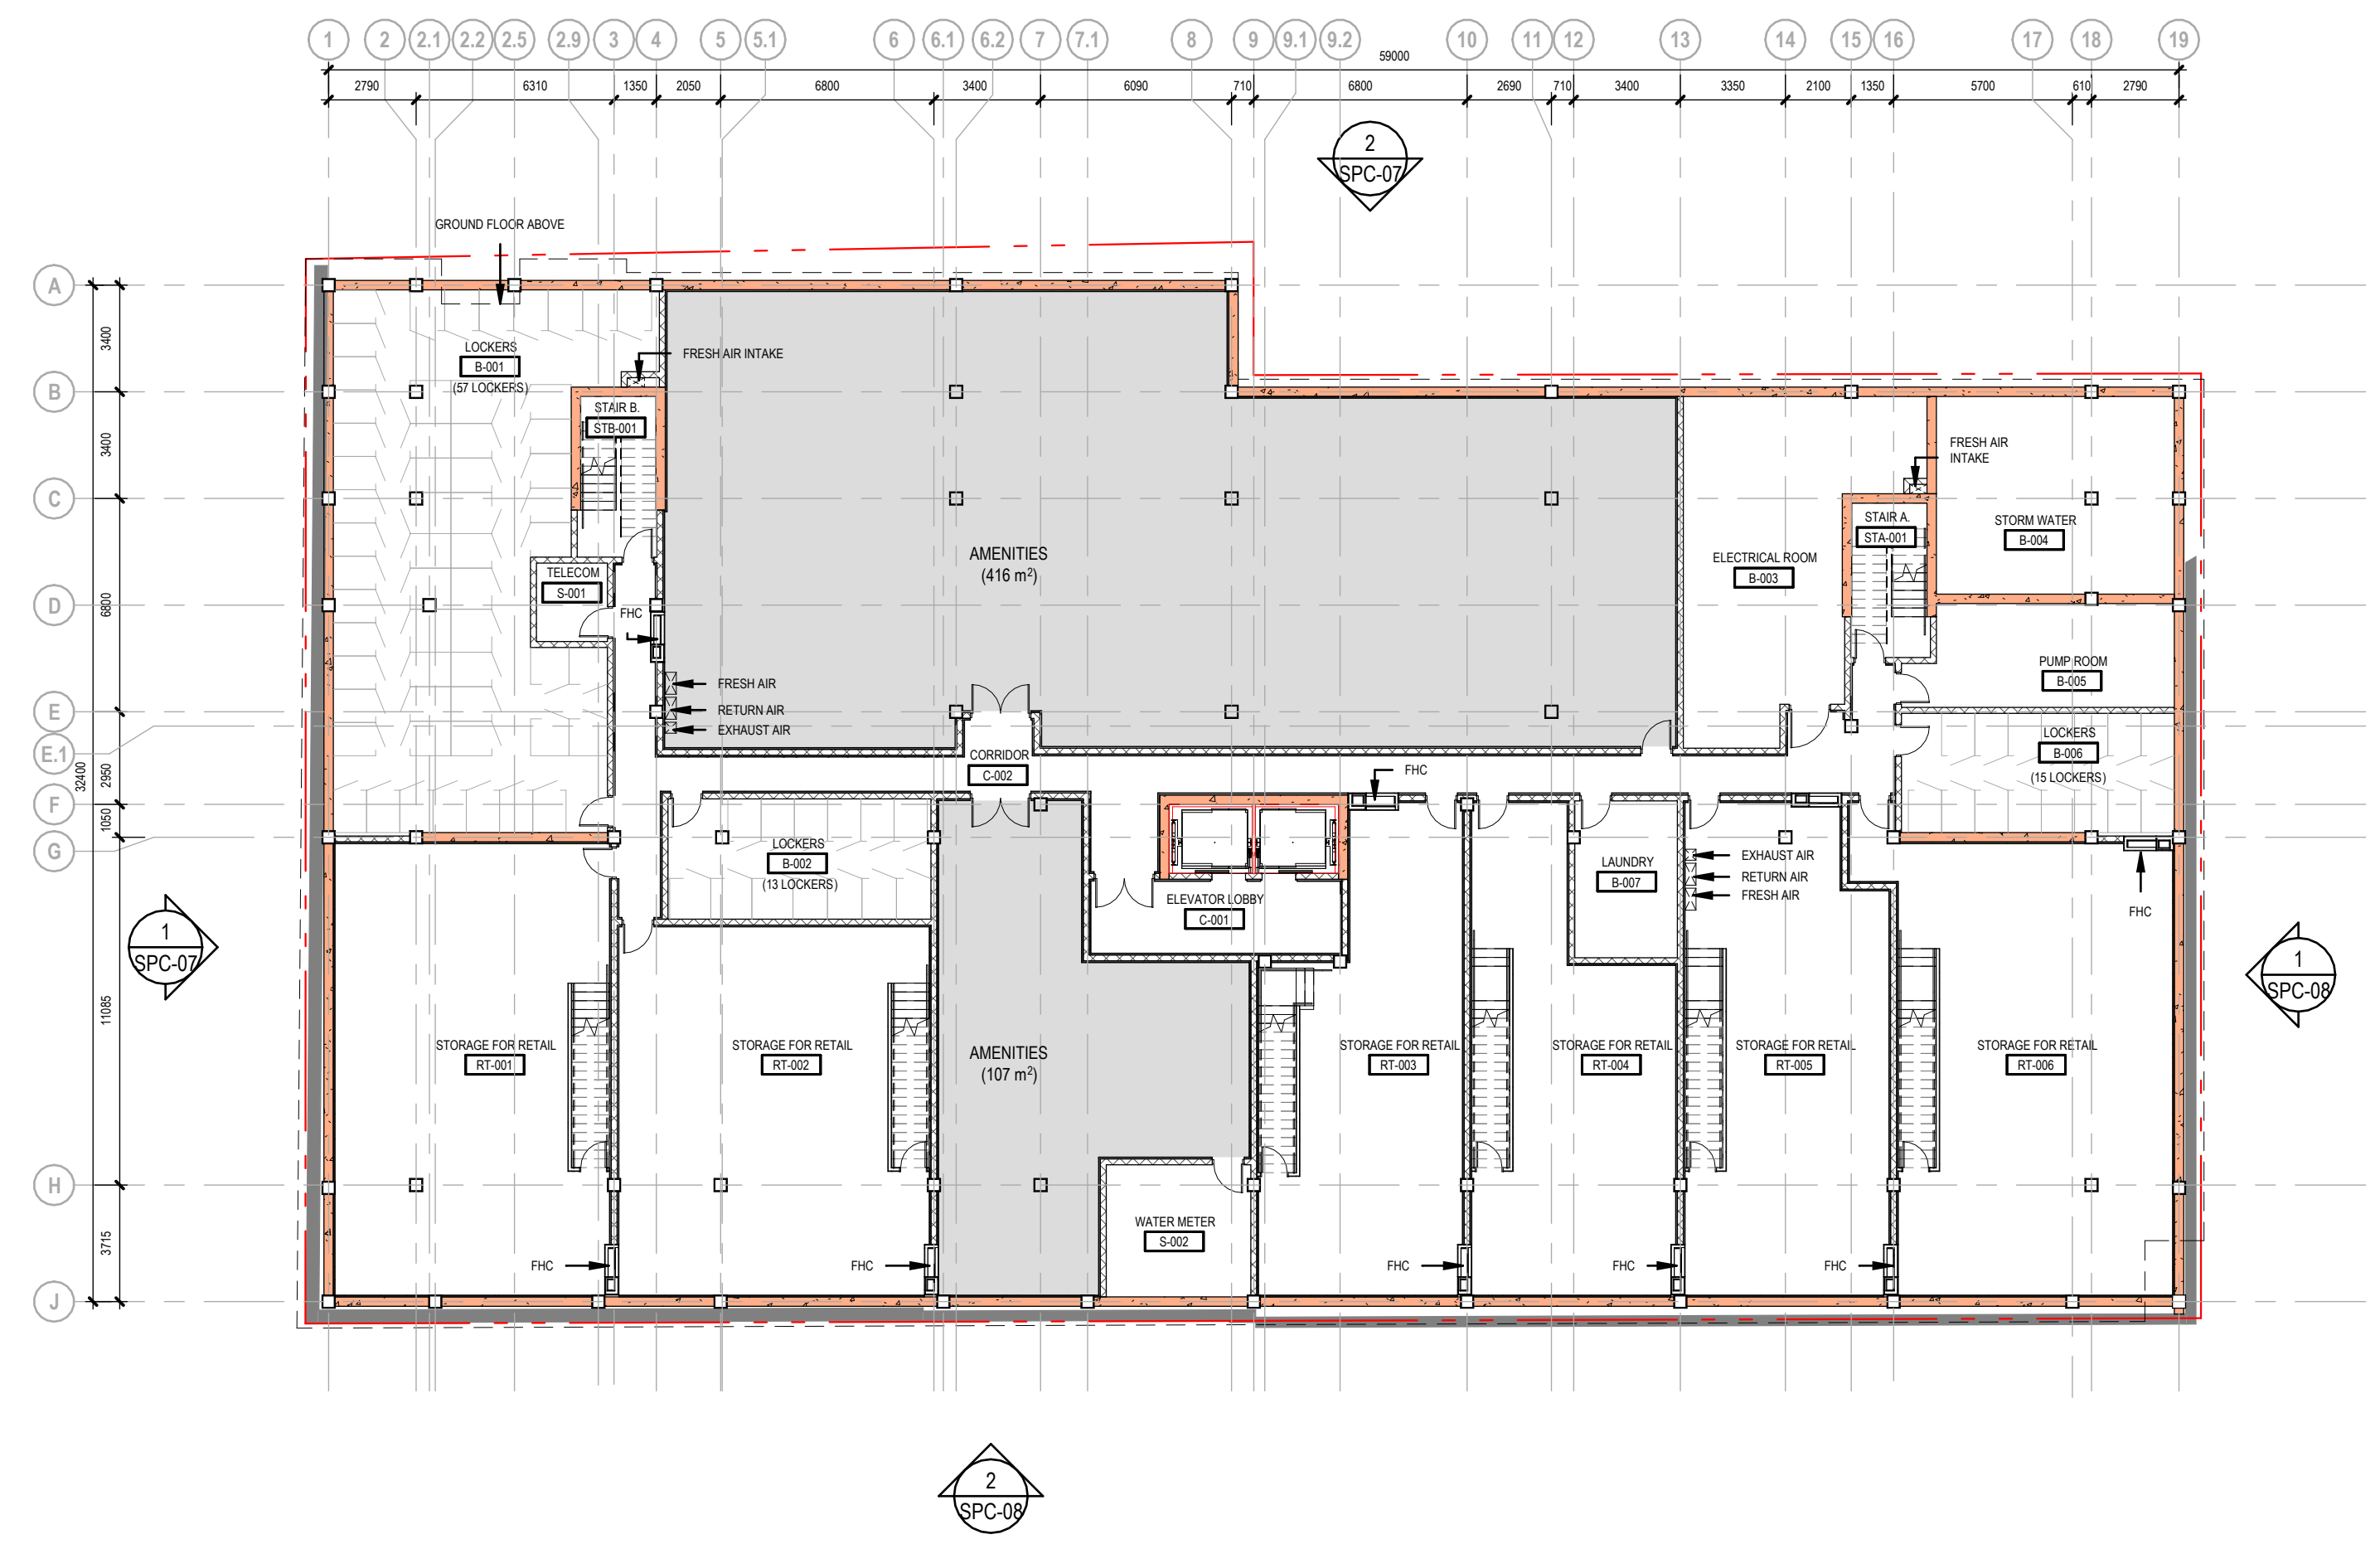 1 2 2.1 2.2 2.5 2.9 3 4 5 5.1 6 6.1 6.2 7 7.1 8 9 9.1 9.2 10 11 12 13 14 15 16 17 18 19
59000
2790 6310 1350 2050 6800 3400 6090 710 6800 2690 710 3400 3350 2100 1350 5700 610 2790
2
SPC-07
GROUND FLOOR ABOVE
A
3400
LOCKERS
B-001
(57 LOCKERS)
FRESH AIR INTAKE
B
STAIR B.
STB-001
3400
FRESH AIR
INTAKE
C
STAIR A.
STA-001
STORM WATER
B-004
AMENITIES
(416 m²)
ELECTRICAL ROOM
B-003
TELECOM
S-001
D
6800
FHC
PUMP ROOM
B-005
FRESH AIR
RETURN AIR
EXHAUST AIR
E
E.1
32400
2950
CORRIDOR
C-002
LOCKERS
B-006
(15 LOCKERS)
FHC
F
1050
G
LOCKERS
B-002
(13 LOCKERS)
LAUNDRY
B-007
EXHAUST AIR
RETURN AIR
FRESH AIR
ELEVATOR LOBBY
C-001
FHC
1
SPC-07
1
SPC-08
11085
STORAGE FOR RETAIL
RT-001
STORAGE FOR RETAIL
RT-002
AMENITIES
(107 m²)
STORAGE FOR RETAIL
RT-003
STORAGE FOR RETAIL
RT-004
STORAGE FOR RETAIL
RT-005
STORAGE FOR RETAIL
RT-006
H
3715
WATER METER
S-002
FHC
FHC
FHC
FHC
FHC
J
2
SPC-08